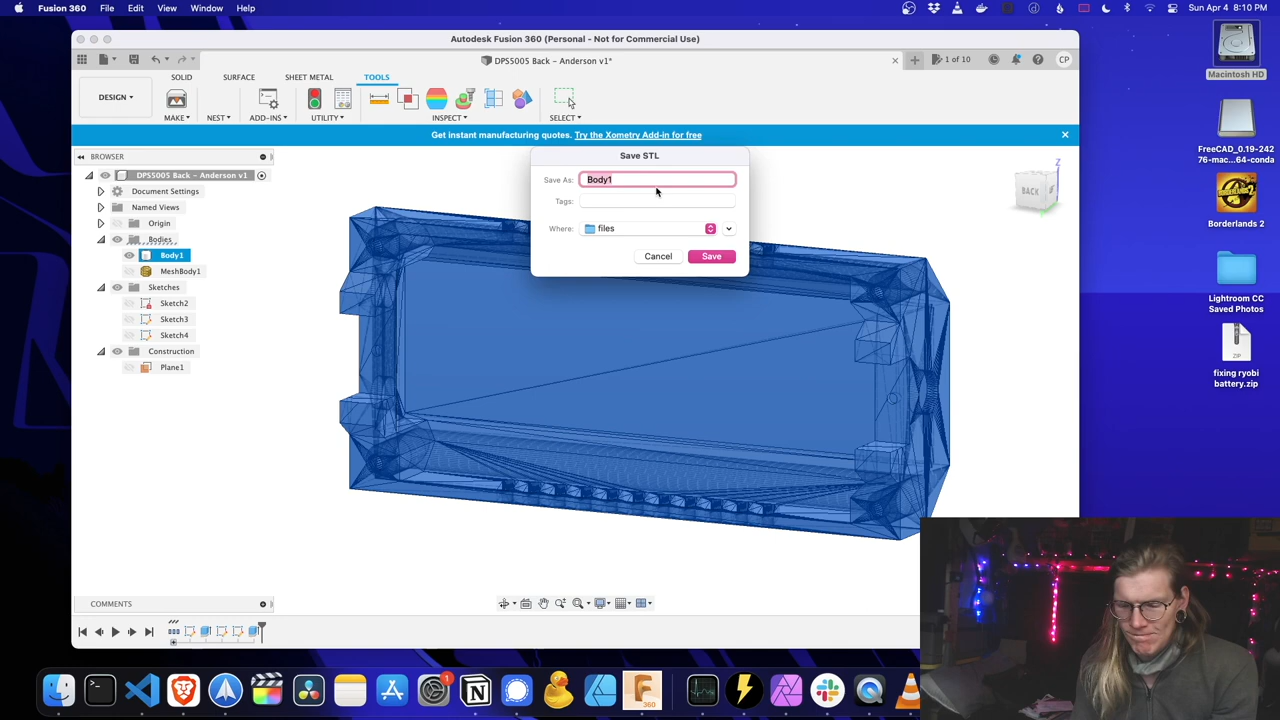 Fusion 360 File Edit View Window Help
Sun Apr 4 8:10 PM
Autodesk Fusion 360 (Personal - Not for Commercial Use)
DPS5005 Back - Anderson v1*
1 of 10
CP
DESIGN
SOLID SURFACE SHEET METAL TOOLS
MAKE NEST ADD-INS UTILITY INSPECT SELECT
Get instant manufacturing quotes. Try the Xometry Add-in for free
BROWSER
DPS5005 Back - Anderson v1
Document Settings
Named Views
Origin
Bodies
Body1
MeshBody1
Sketches
Sketch2
Sketch3
Sketch4
Construction
Plane1
Save STL
Save As: Body1
Tags:
Where: files
Cancel Save
BACK
Z
Macintosh HD
FreeCAD_0.19-242
76-mac...64-conda
Borderlands 2
Lightroom CC
Saved Photos
ZIP
fixing ryobi
battery.zip
COMMENTS
1
360